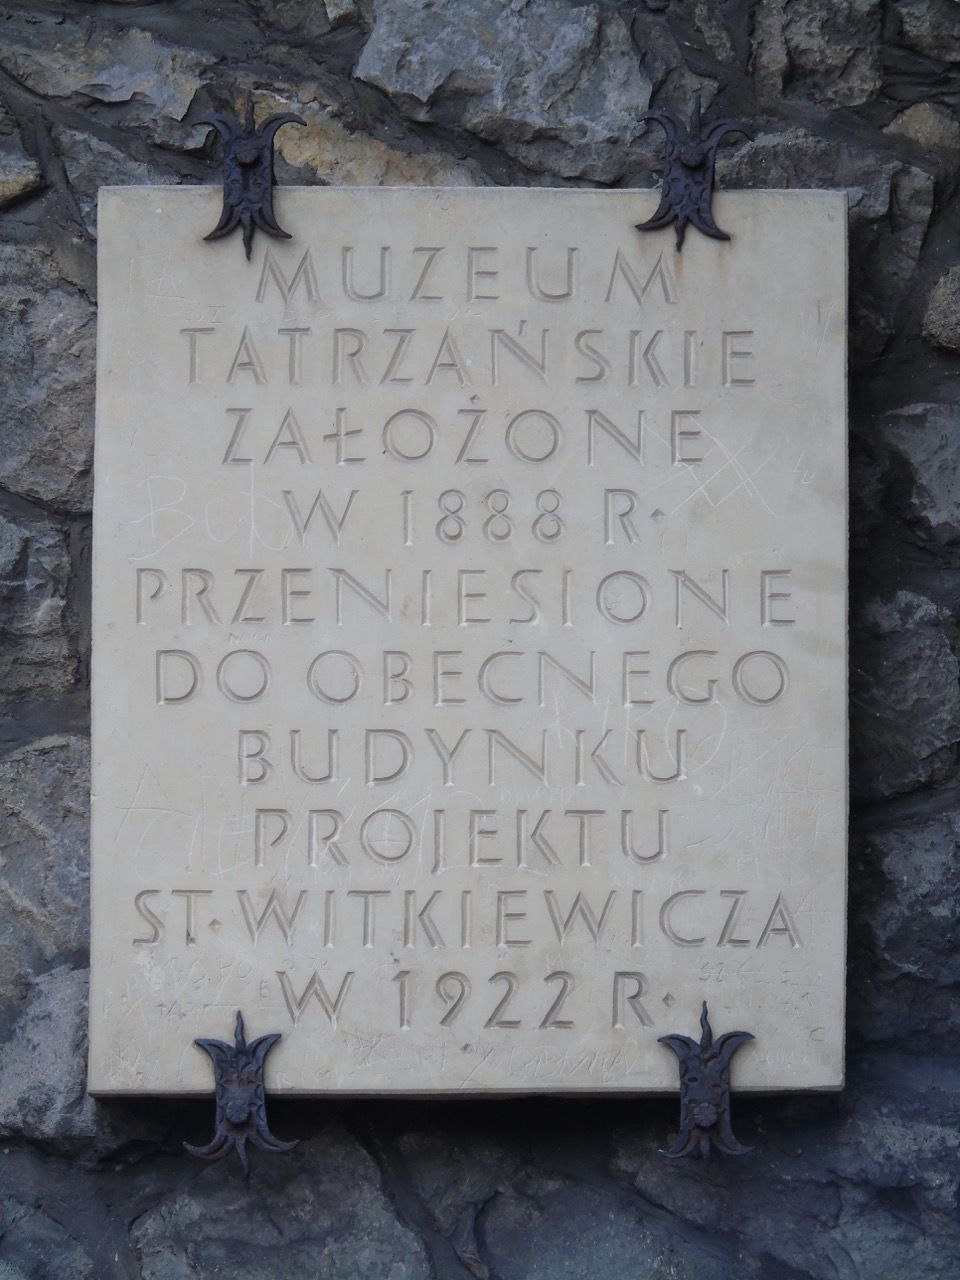 MUZEUM
TATRZAŃSKIE
ZAŁOŻONE
W 1888 R.
PRZENIESIONE
DO OBECNEGO
BUDYNKU
PROJEKTU
ST. WITKIEWICZA
W 1922 R.